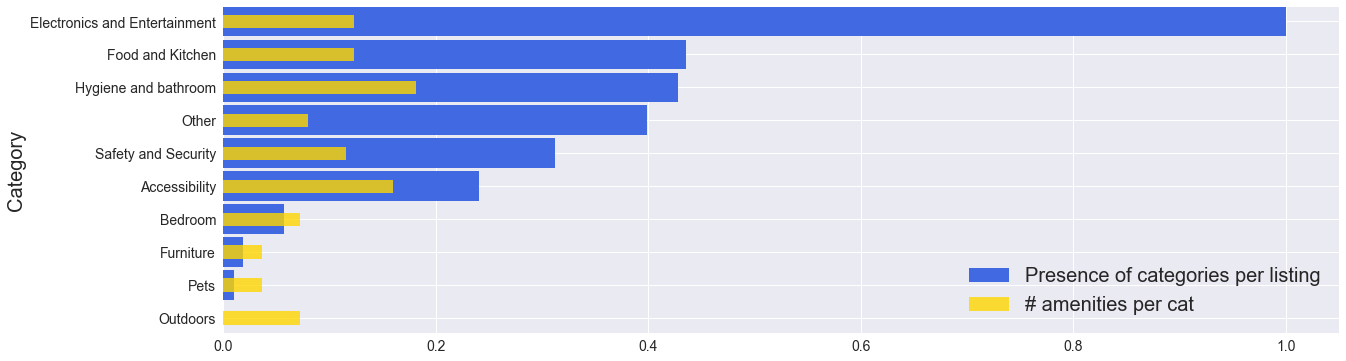 Category
Electronics and Entertainment
Food and Kitchen
Hygiene and bathroom
Other
Safety and Security
Accessibility
Bedroom
Furniture
Pets
Outdoors
Presence of categories per listing
# amenities per cat
0.0 0.2 0.4 0.6 0.8 1.0